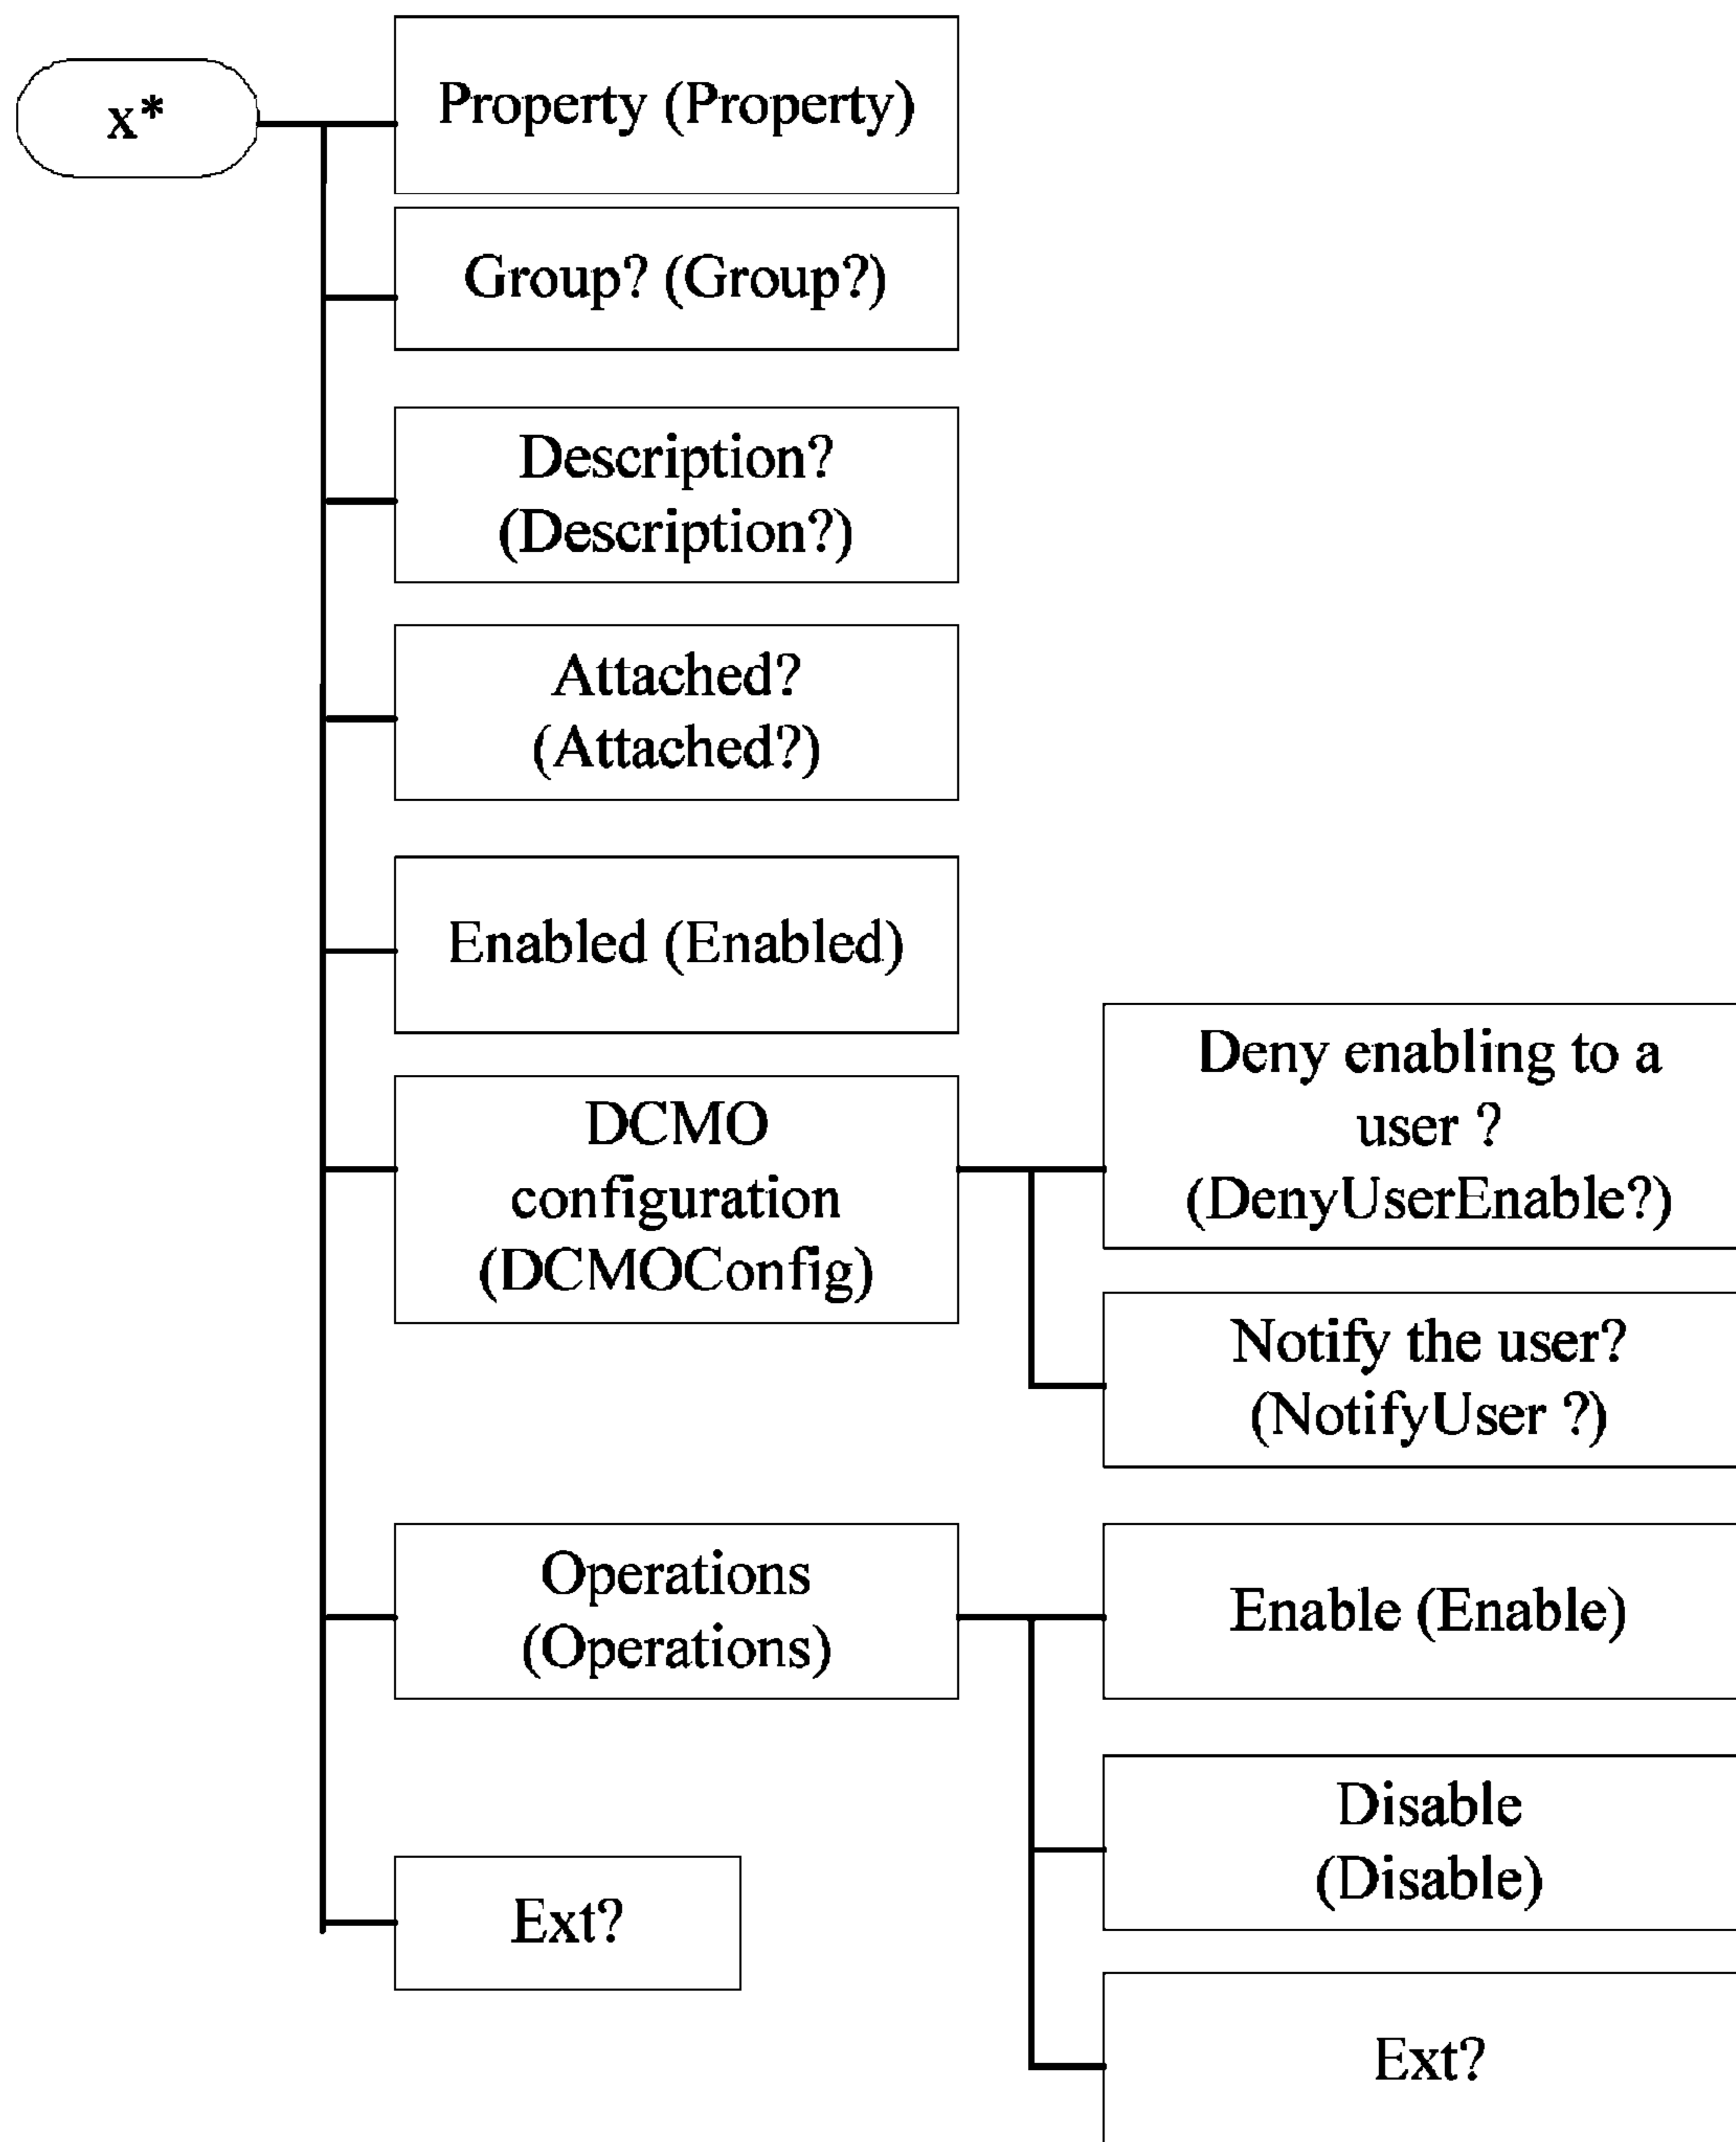 x*
Property (Property)
Group? (Group?)
Description?
(Description?)
Attached?
(Attached?)
Enabled (Enabled)
DCMO
configuration
(DCMOConfig)
Deny enabling to a
user ?
(DenyUserEnable?)
Notify the user?
(NotifyUser ?)
Operations
(Operations)
Enable (Enable)
Disable
(Disable)
Ext?
Ext?